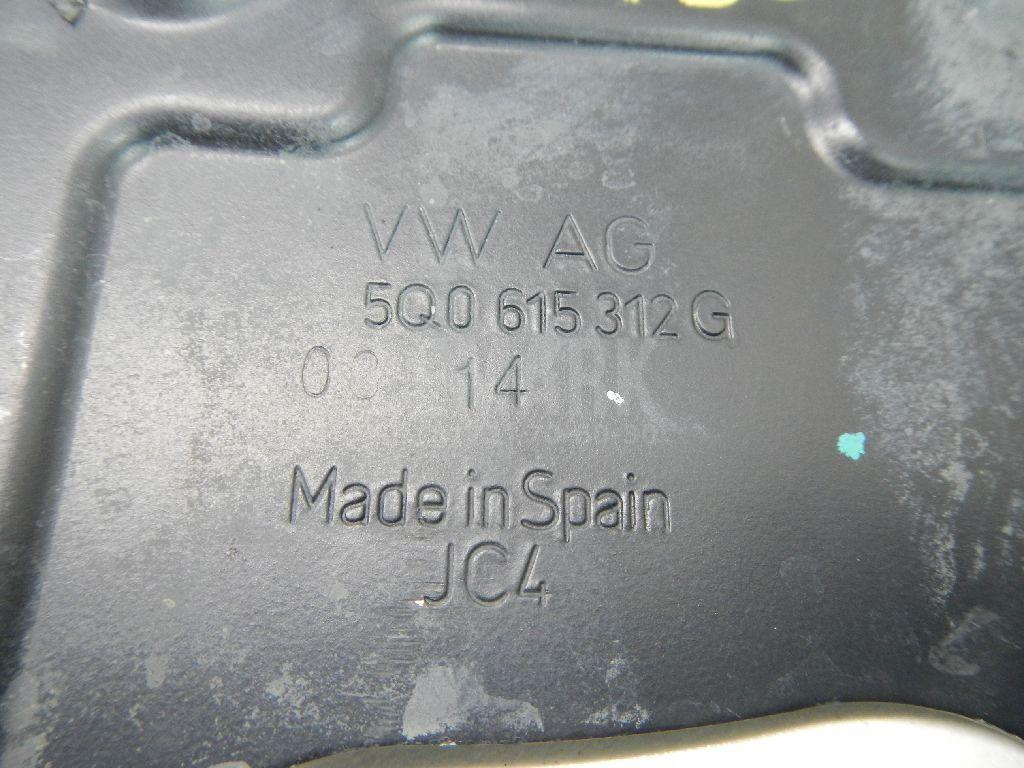 VW AG
5Q0 615 312 G
14
Made in Spain
JC4